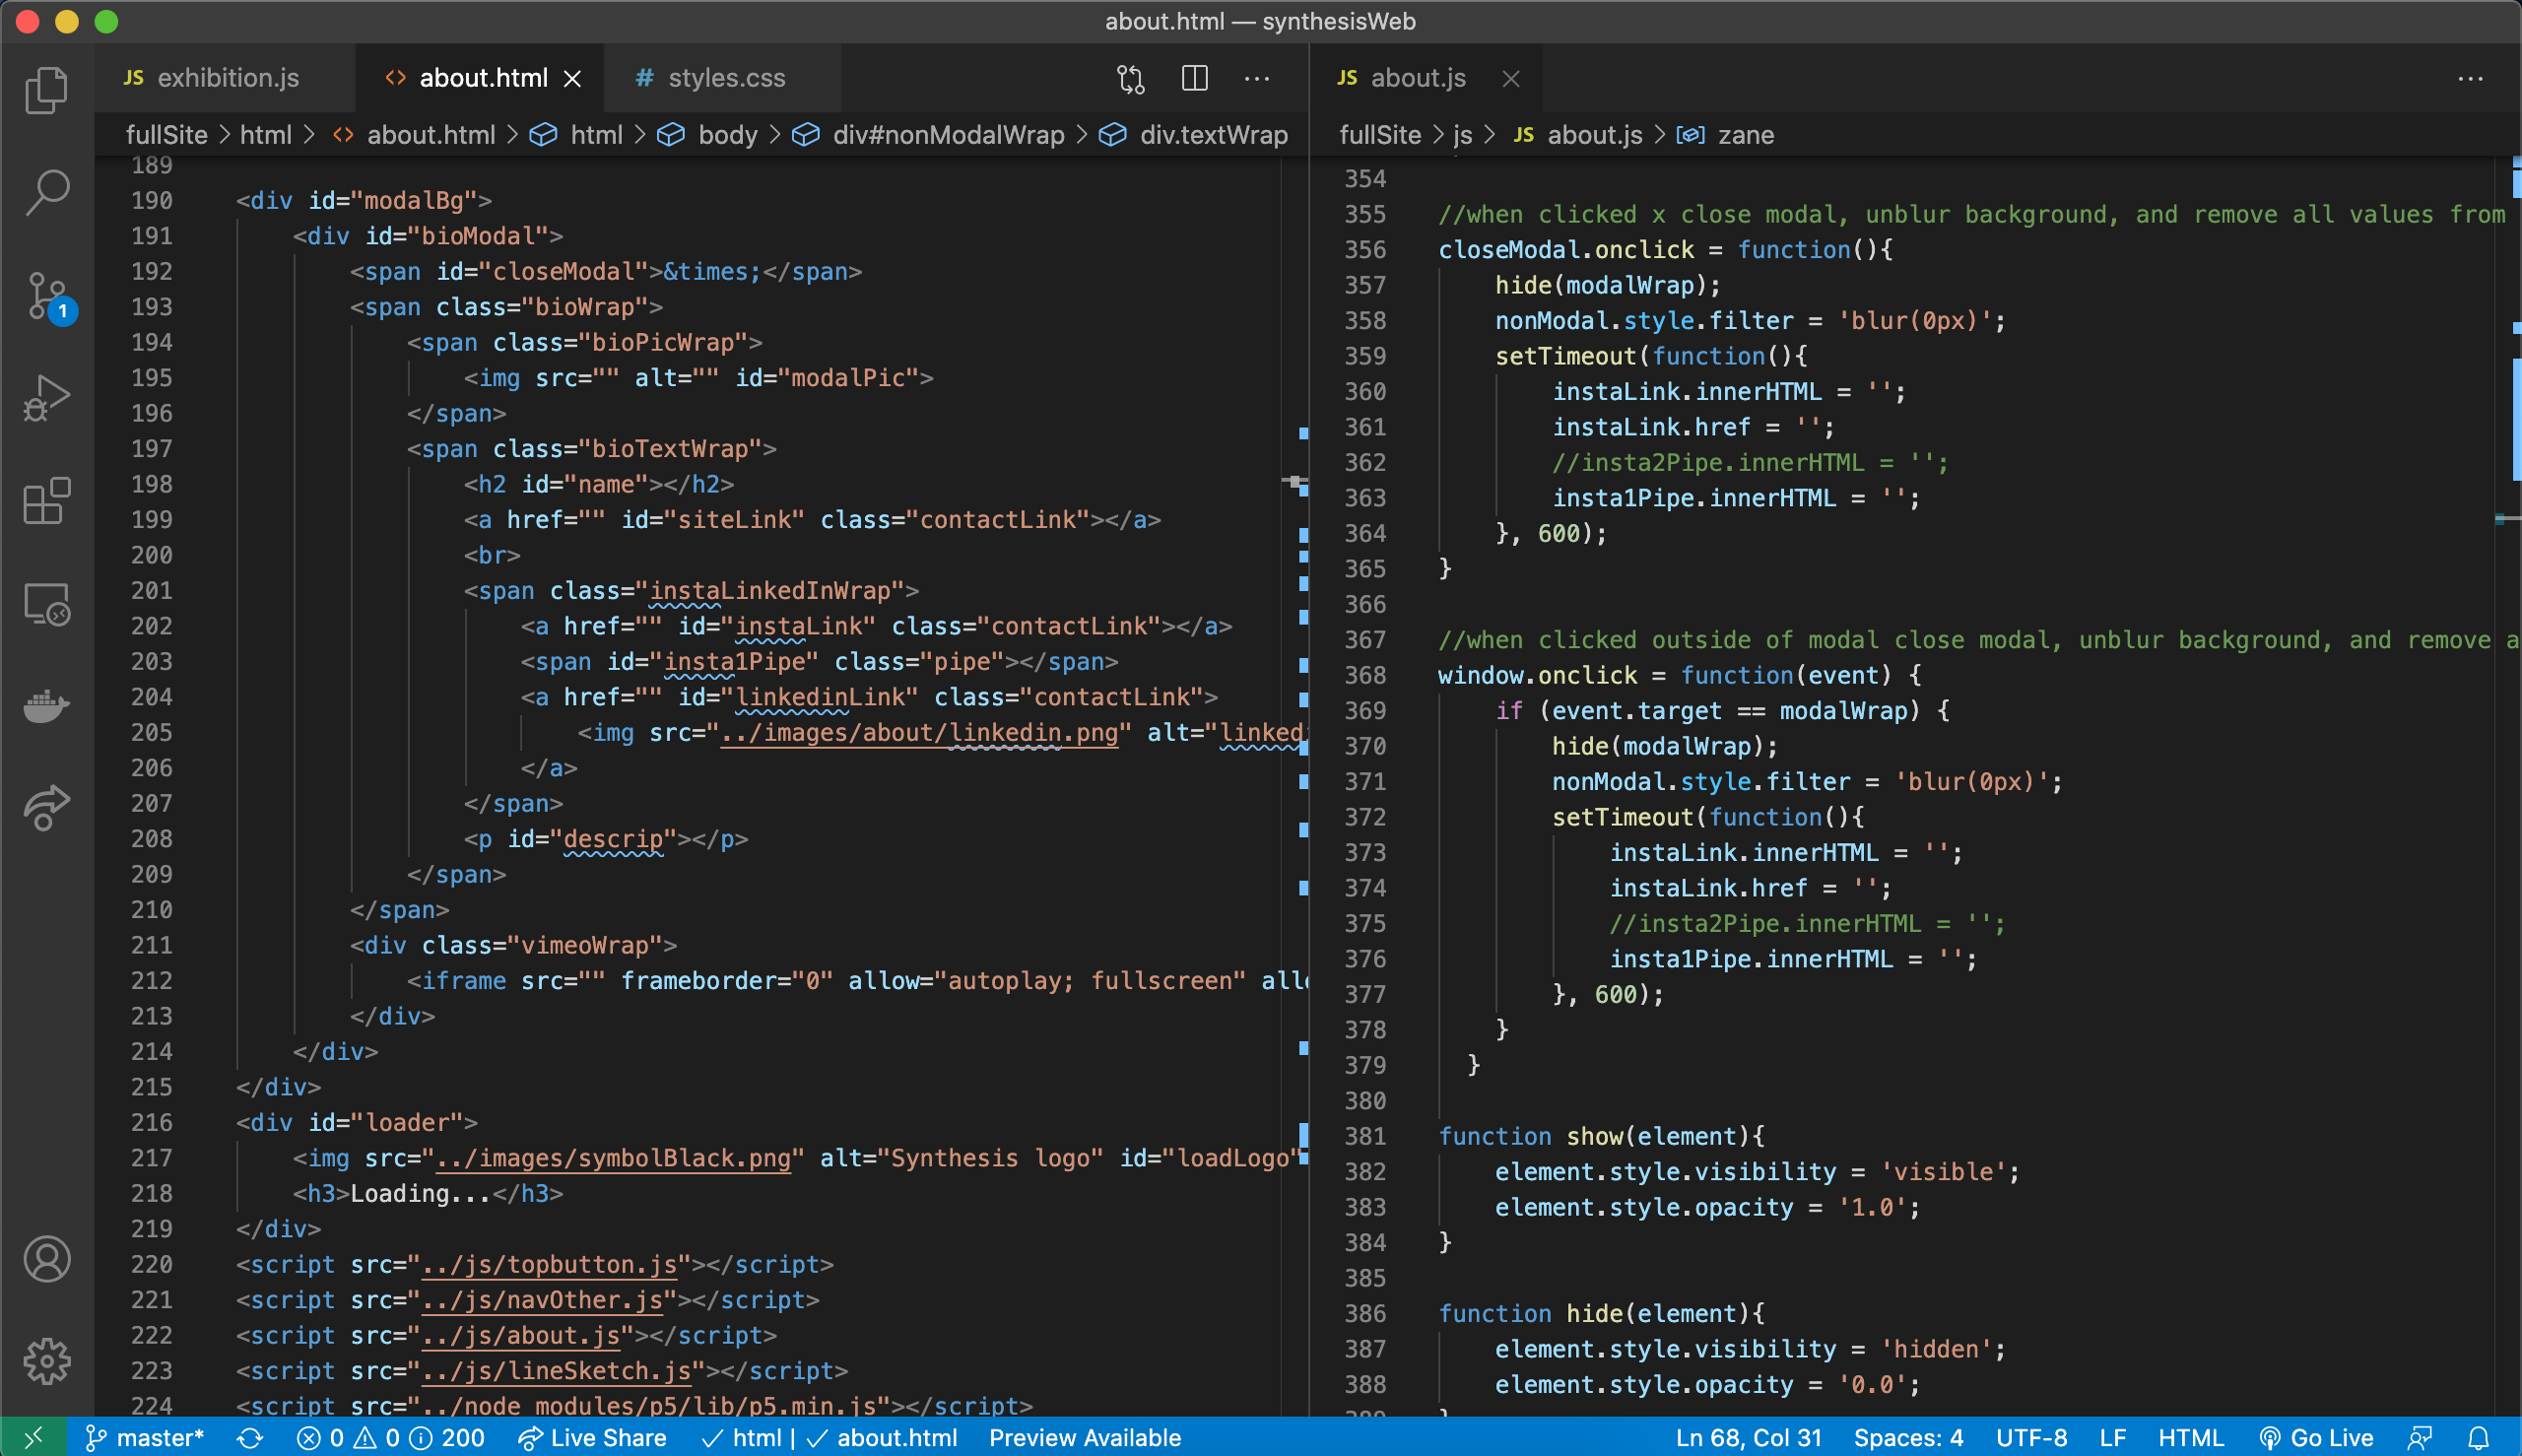 about.html — synthesisWeb
JS exhibition.js
<> about.html
# styles.css
JS about.js
fullSite > html > <> about.html > html > body > div#nonModalWrap > div.textWrap
189
190 <div id="modalBg">
191 <div id="bioModal">
192 <span id="closeModal">&times;</span>
193 <span class="bioWrap">
194 <span class="bioPicWrap">
195 <img src="" alt="" id="modalPic">
196 </span>
197 <span class="bioTextWrap">
198 <h2 id="name"></h2>
199 <a href="" id="siteLink" class="contactLink"></a>
200 <br>
201 <span class="instaLinkedInWrap">
202 <a href="" id="instaLink" class="contactLink"></a>
203 <span id="insta1Pipe" class="pipe"></span>
204 <a href="" id="linkedinLink" class="contactLink">
205 <img src="../images/about/linkedin.png" alt="linked
206 </a>
207 </span>
208 <p id="descrip"></p>
209 </span>
210 </span>
211 <div class="vimeoWrap">
212 <iframe src="" frameborder="0" allow="autoplay; fullscreen" all
213 </div>
214 </div>
215 </div>
216 <div id="loader">
217 <img src="../images/symbolBlack.png" alt="Synthesis logo" id="loadLogo"
218 <h3>Loading...</h3>
219 </div>
220 <script src="../js/topbutton.js"></script>
221 <script src="../js/navOther.js"></script>
222 <script src="../js/about.js"></script>
223 <script src="../js/lineSketch.js"></script>
224 <script src="../node_modules/p5/lib/p5.min.js"></script>
fullSite > js > JS about.js > zane
354
355 //when clicked x close modal, unblur background, and remove all values from
356 closeModal.onclick = function(){
357 hide(modalWrap);
358 nonModal.style.filter = 'blur(0px)';
359 setTimeout(function(){
360 instaLink.innerHTML = '';
361 instaLink.href = '';
362 //insta2Pipe.innerHTML = '';
363 insta1Pipe.innerHTML = '';
364 }, 600);
365 }
366
367 //when clicked outside of modal close modal, unblur background, and remove a
368 window.onclick = function(event) {
369 if (event.target == modalWrap) {
370 hide(modalWrap);
371 nonModal.style.filter = 'blur(0px)';
372 setTimeout(function(){
373 instaLink.innerHTML = '';
374 instaLink.href = '';
375 //insta2Pipe.innerHTML = '';
376 insta1Pipe.innerHTML = '';
377 }, 600);
378 }
379 }
380
381 function show(element){
382 element.style.visibility = 'visible';
383 element.style.opacity = '1.0';
384 }
385
386 function hide(element){
387 element.style.visibility = 'hidden';
388 element.style.opacity = '0.0';
1
master* 0 0 200 Live Share ✓ html | ✓ about.html Preview Available Ln 68, Col 31 Spaces: 4 UTF-8 LF HTML Go Live